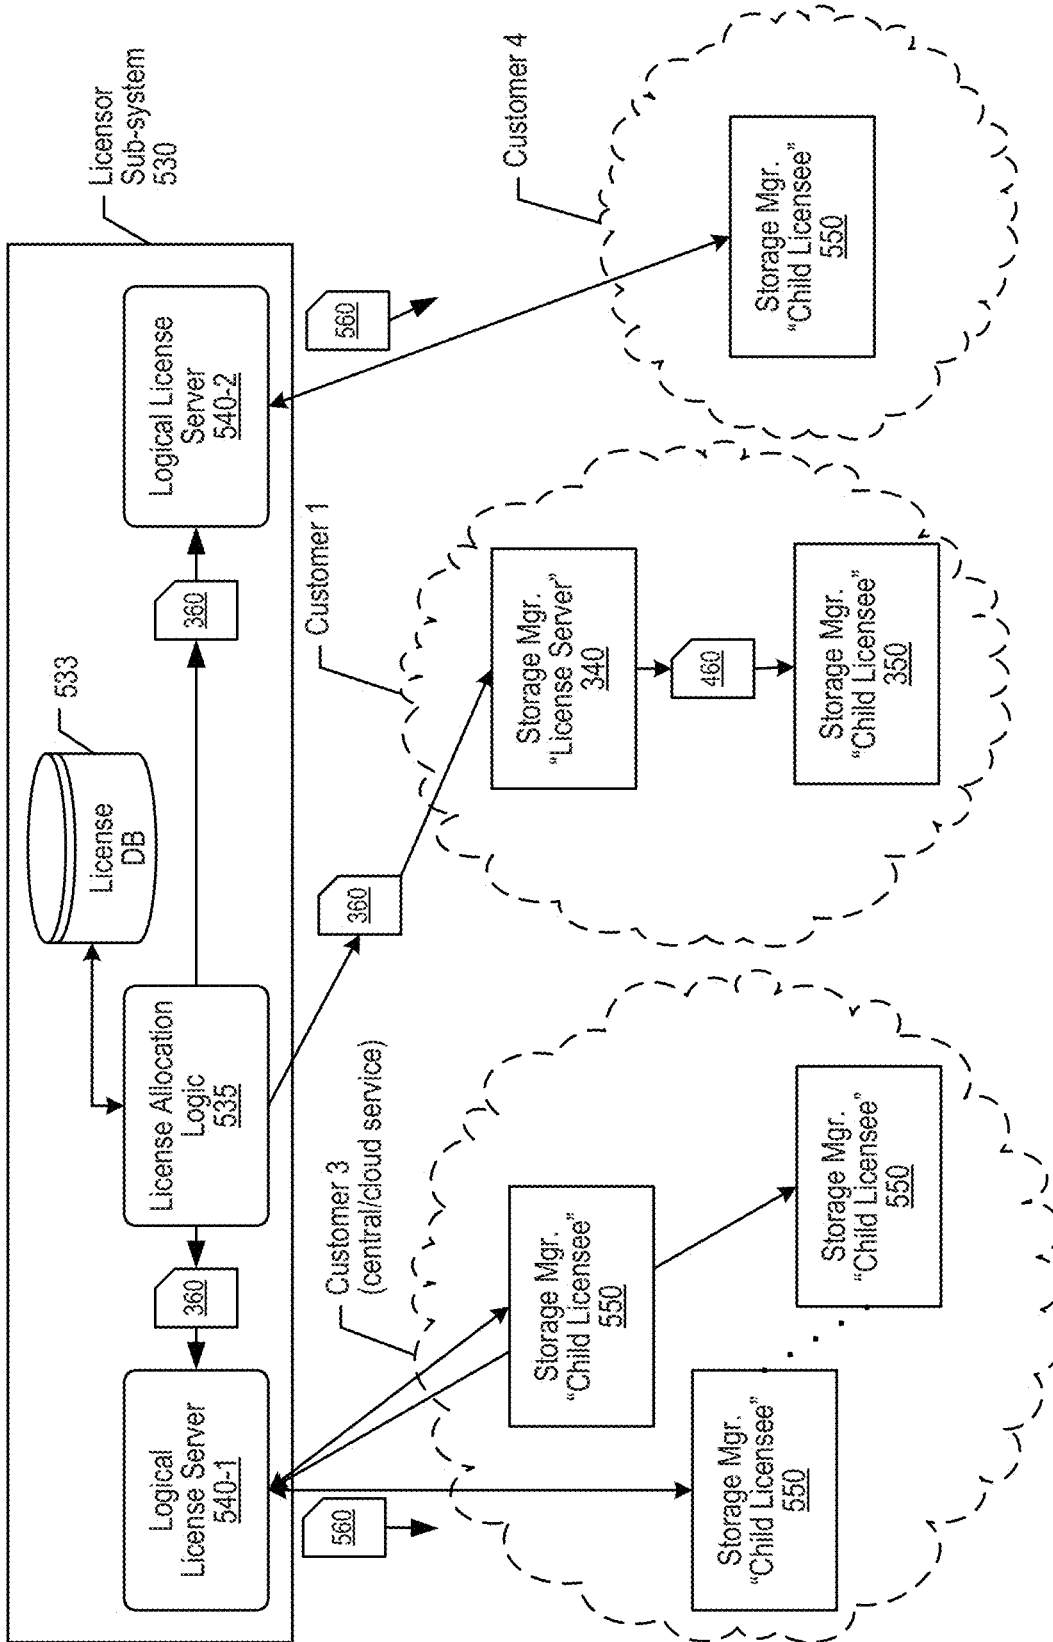 Licensor
Sub-system
530
License
DB
533
Logical
License Server
540-1
360
License Allocation
Logic
535
360
Logical License
Server
540-2
560
360
560
Customer 3
(central/cloud service)
Storage Mgr.
"Child Licensee"
550
Storage Mgr.
"Child Licensee"
550
Storage Mgr.
"Child Licensee"
550
Customer 1
Storage Mgr.
"License Server"
340
460
Storage Mgr.
"Child Licensee"
350
Customer 4
Storage Mgr.
"Child Licensee"
550